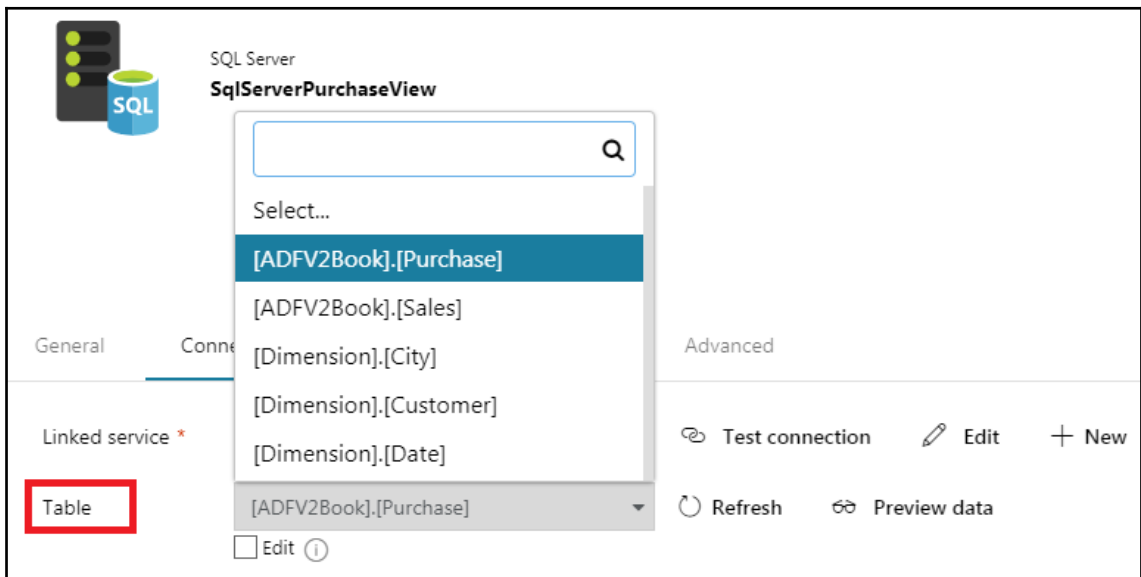 SQL Server
SqlServerPurchaseView
SQL
Select...
[ADFV2Book].[Purchase]
[ADFV2Book].[Sales]
[Dimension].[City]
[Dimension].[Customer]
[Dimension].[Date]
General Conne Advanced
Linked service * Test connection Edit + New
Table [ADFV2Book].[Purchase] Refresh Preview data
Edit